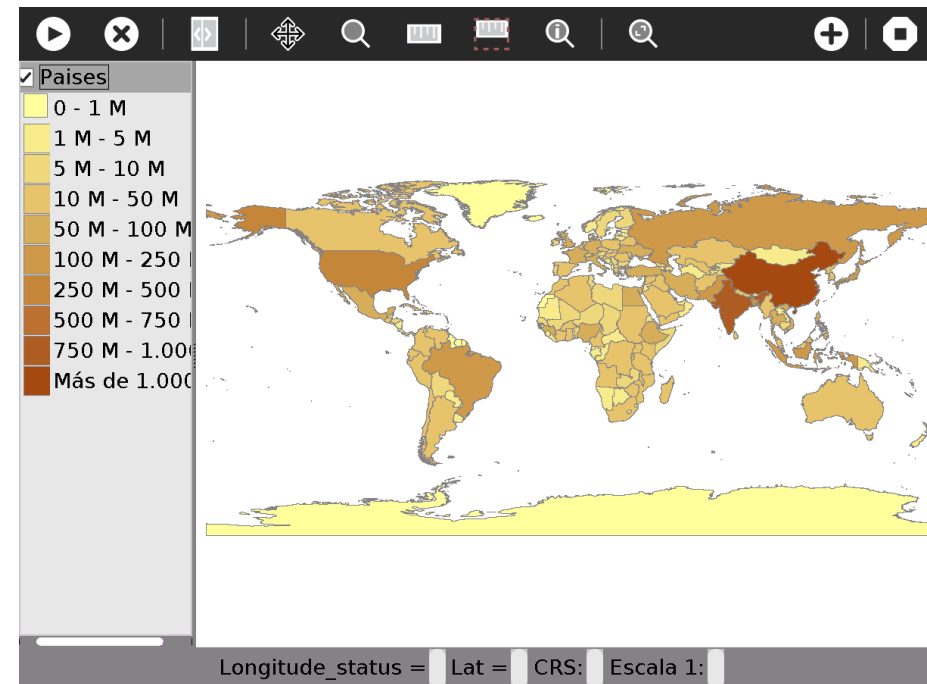 Paises
0 - 1 M
1 M - 5 M
5 M - 10 M
10 M - 50 M
50 M - 100 M
100 M - 250
250 M - 500
500 M - 750
750 M - 1.00
Más de 1.000
Longitude_status = Lat = CRS: Escala 1: